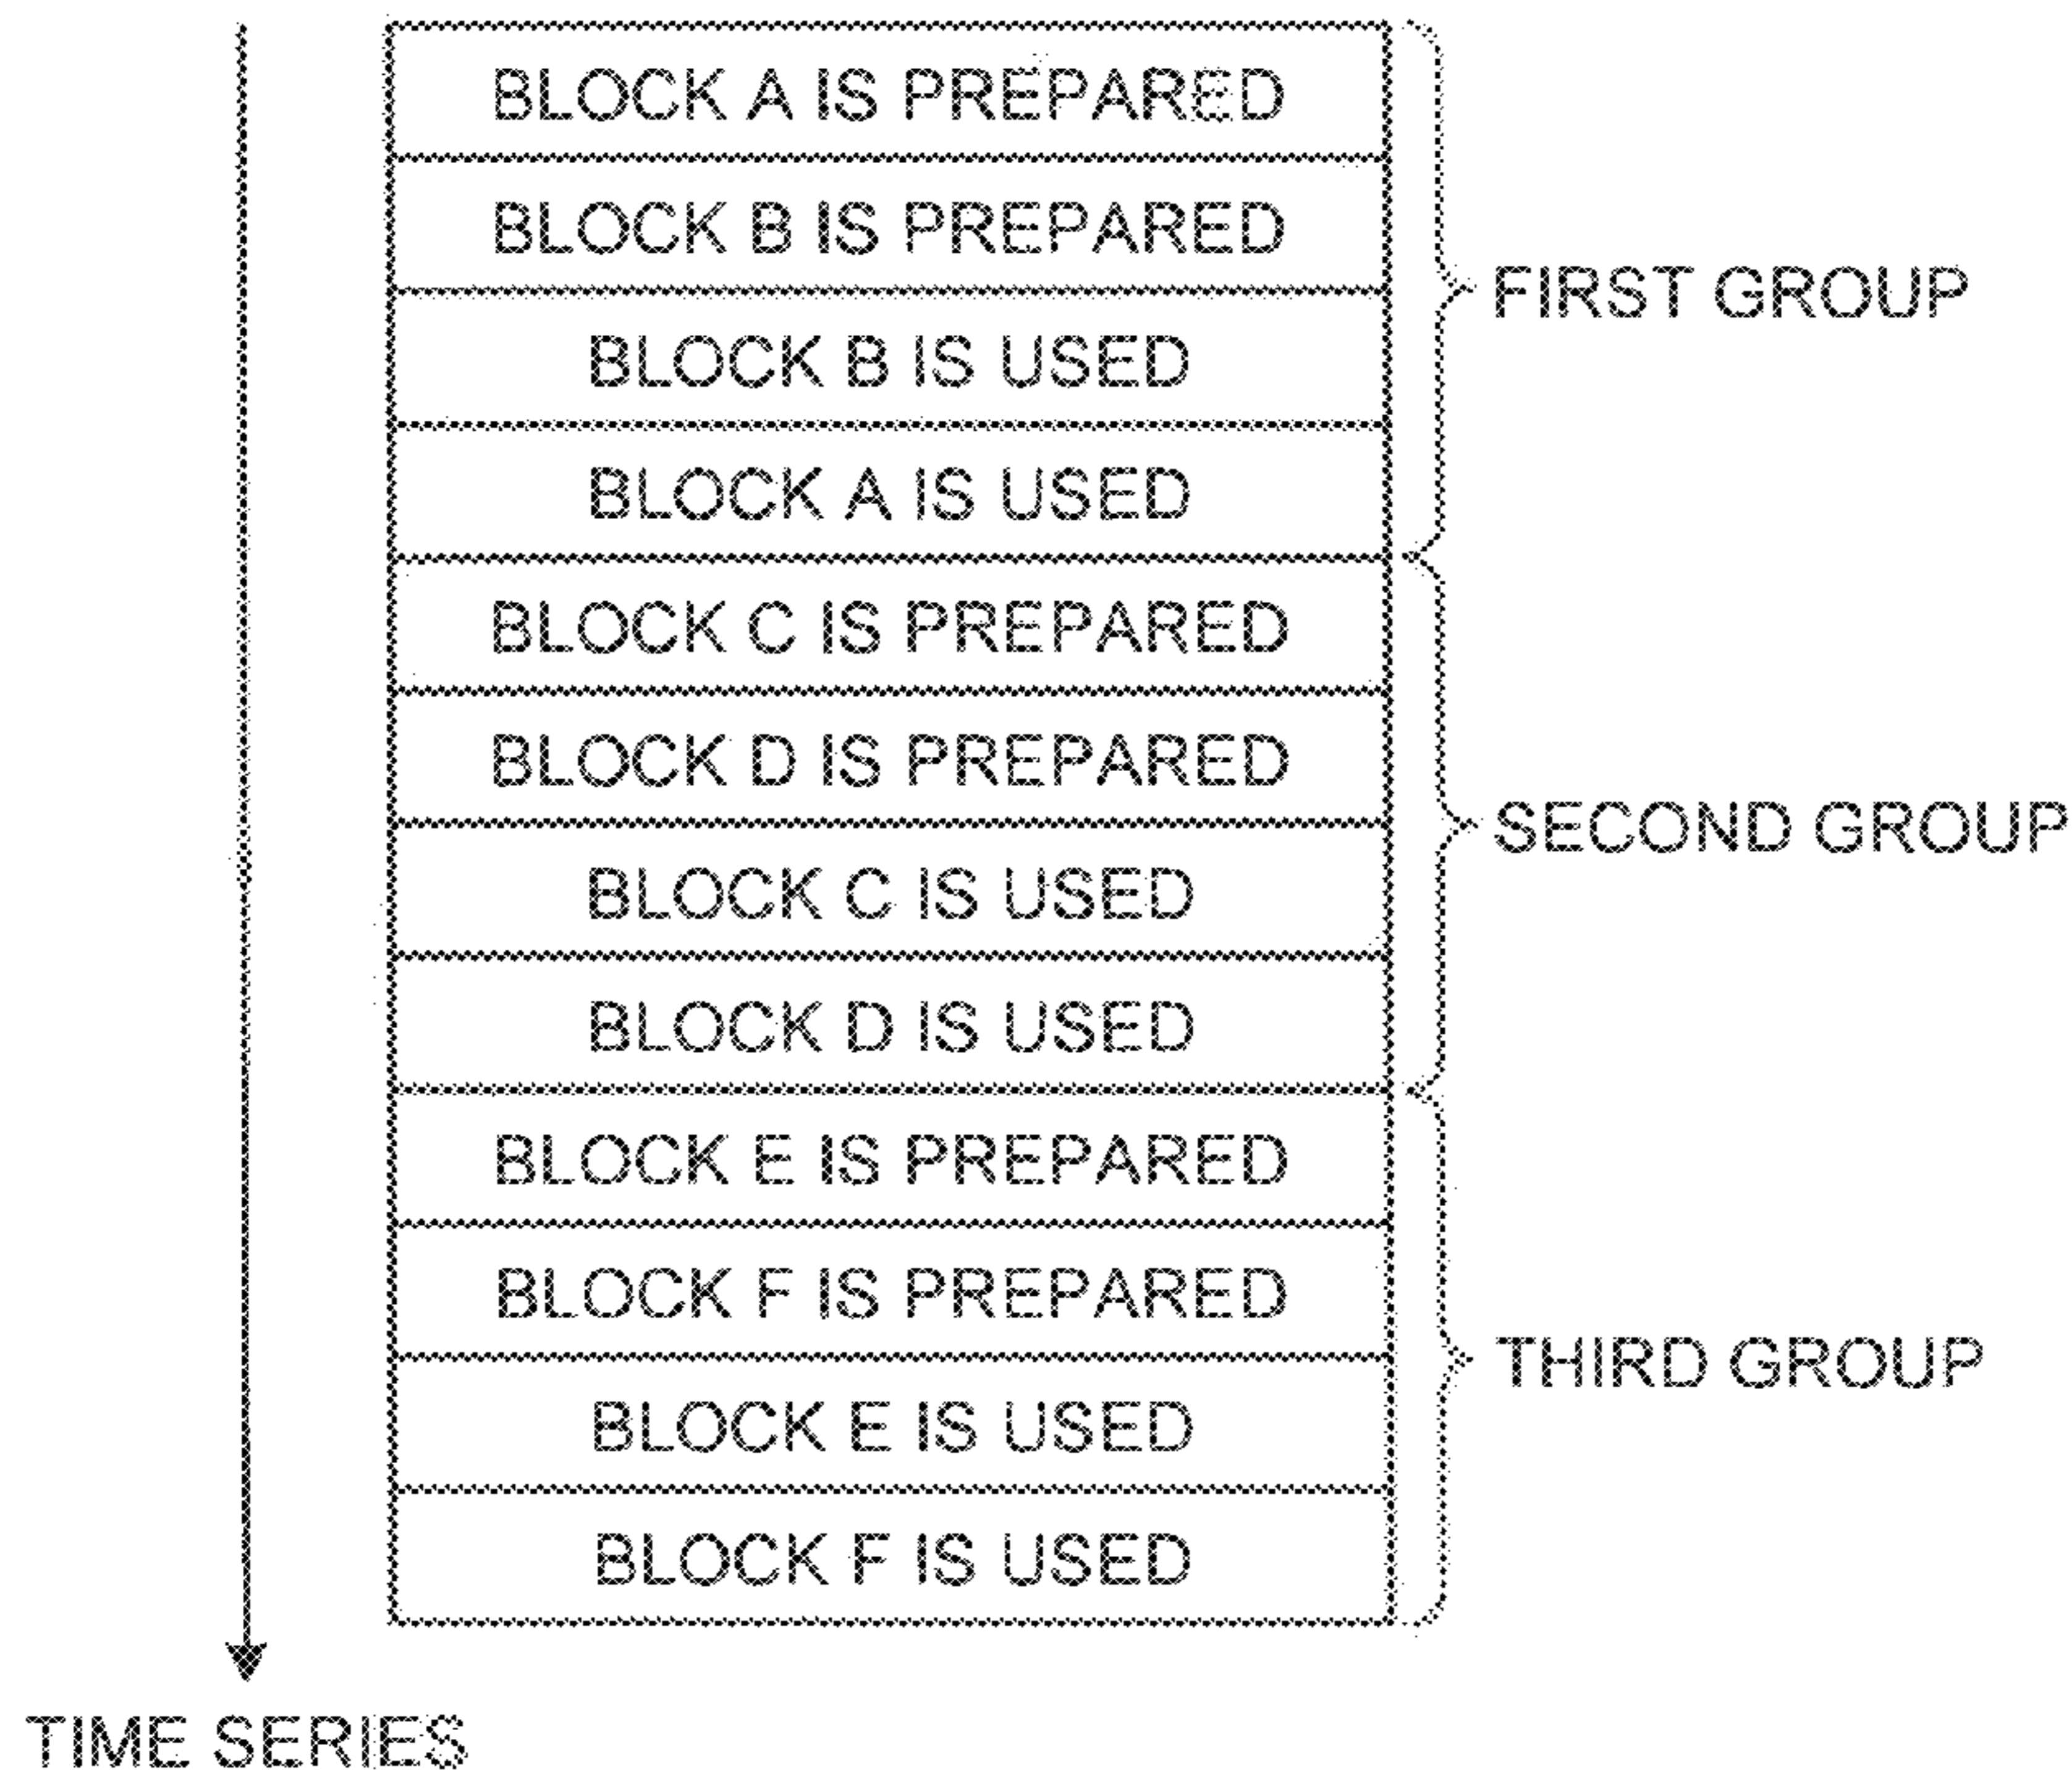 BLOCK A IS PREPARED
BLOCK B IS PREPARED
BLOCK B IS USED
BLOCK A IS USED
FIRST GROUP
BLOCK C IS PREPARED
BLOCK D IS PREPARED
BLOCK C IS USED
BLOCK D IS USED
SECOND GROUP
BLOCK E IS PREPARED
BLOCK F IS PREPARED
BLOCK E IS USED
BLOCK F IS USED
THIRD GROUP
TIME SERIES